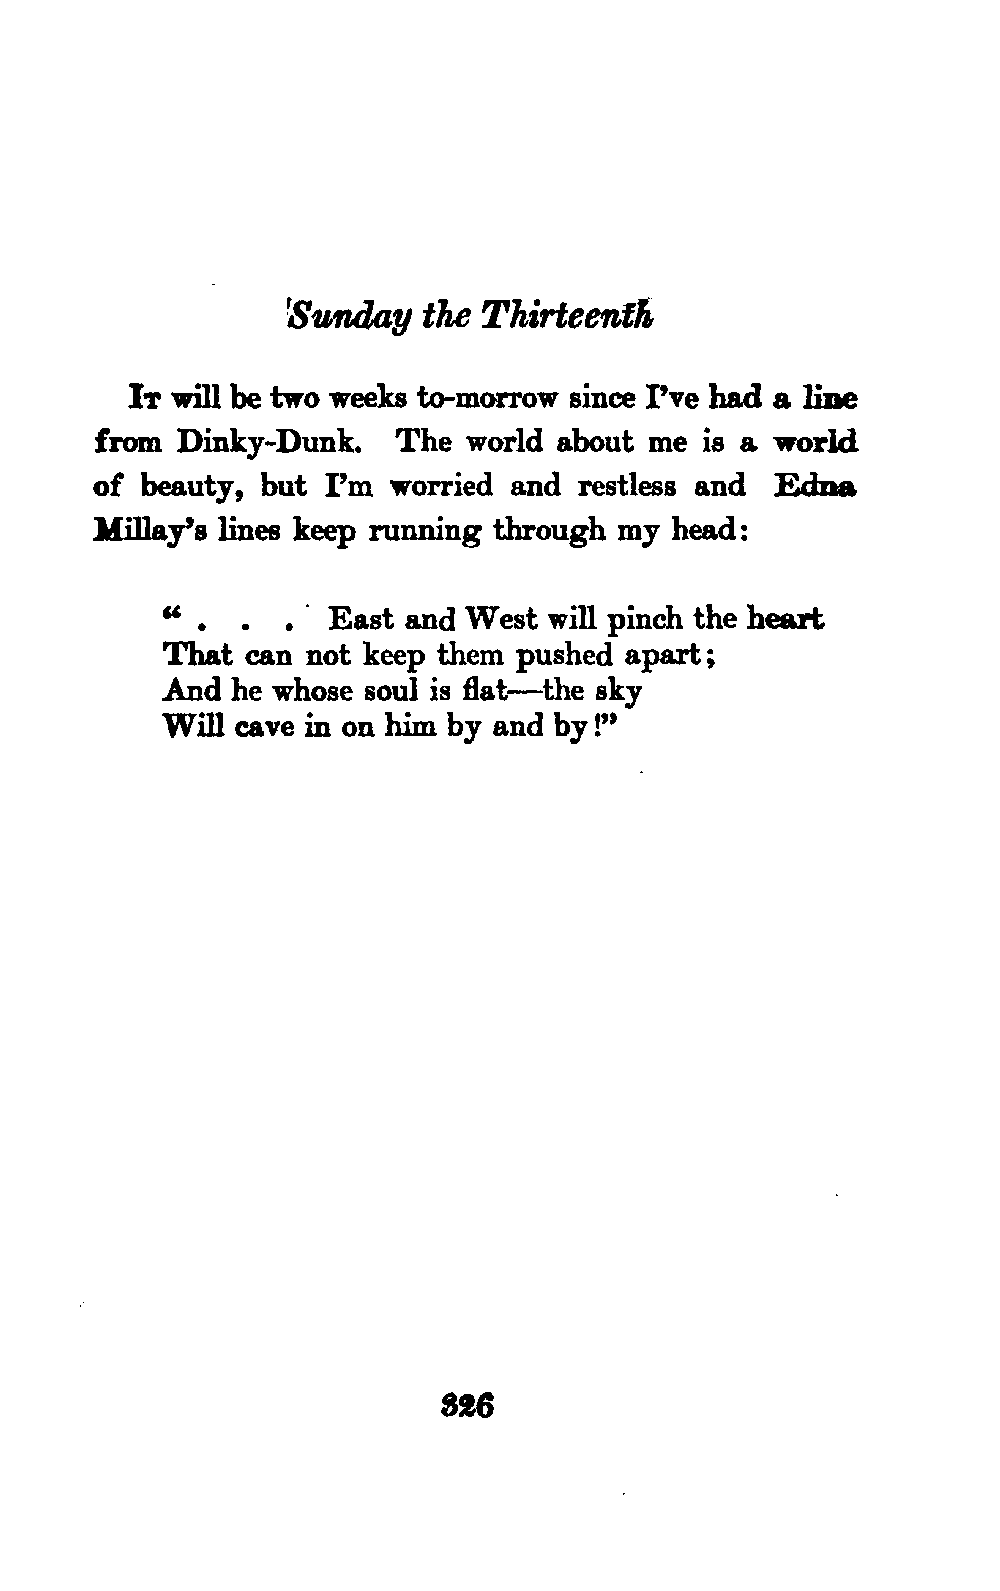 Sunday the Thirteenth
It will be two weeks to-morrow since I've had a line
from Dinky-Dunk. The world about me is a world
of beauty, but I'm worried and restless and Edna
Millay's lines keep running through my head:
“ . . . East and West will pinch the heart
That can not keep them pushed apart;
And he whose soul is flat—the sky
Will cave in on him by and by!”
326